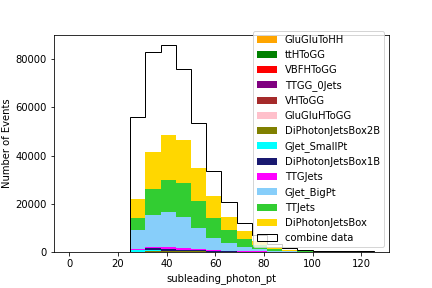 GluGluToHH
ttHToGG
VBFHToGG
TTGG_0Jets
VHToGG
GluGluHToGG
DiPhotonJetsBox2B
GJet_SmallPt
DiPhotonJetsBox1B
TTGJets
GJet_BigPt
TTJets
DiPhotonJetsBox
combine data
Number of Events
80000
60000
40000
20000
0
0 20 40 60 80 100 120
subleading_photon_pt